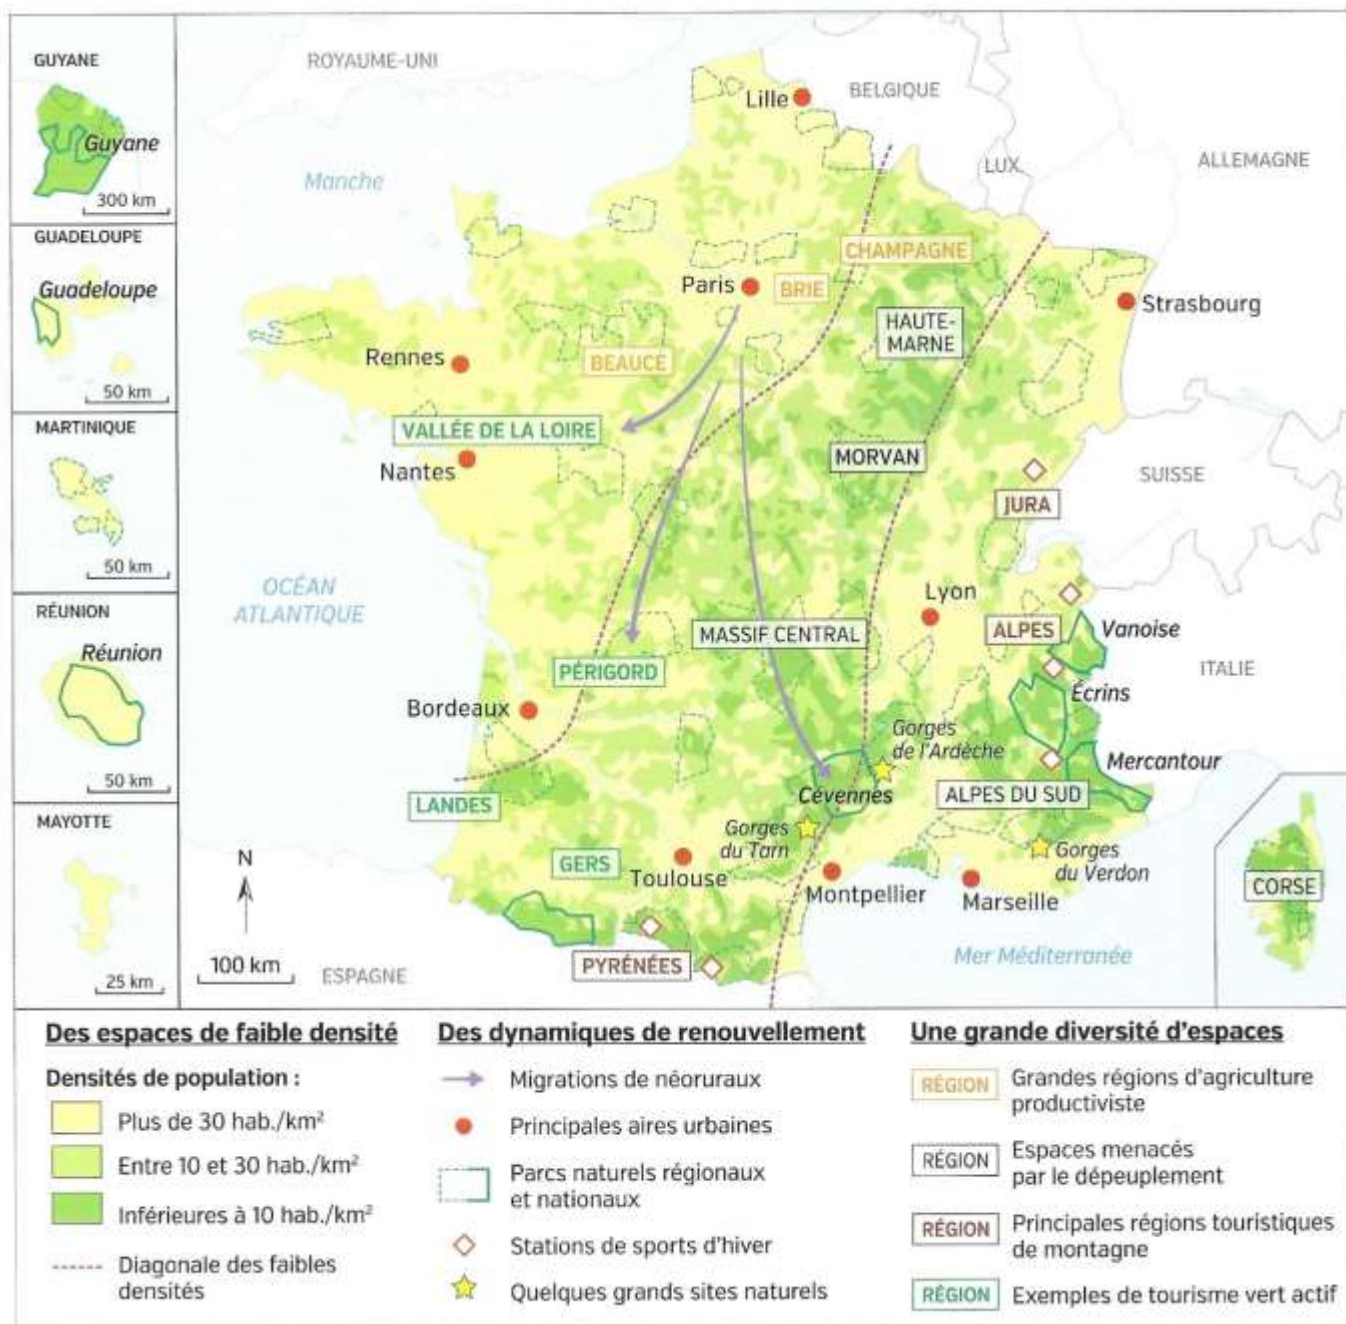 GUYANE
Guyane
300 km
GUADELOUPE
Guadeloupe
50 km
MARTINIQUE
50 km
RÉUNION
Réunion
50 km
MAYOTTE
25 km
ROYAUME-UNI
Manche
Lille
BELGIQUE
LUX.
ALLEMAGNE
CHAMPAGNE
Paris
BRIE
Strasbourg
HAUTE-
MARNE
Rennes
BEAUCE
VALLÉE DE LA LOIRE
Nantes
MORVAN
SUISSE
JURA
OCÉAN
ATLANTIQUE
Lyon
MASSIF CENTRAL
ALPES
Vanoise
PÉRIGORD
ITALIE
Écrins
Bordeaux
Gorges
de l'Ardèche
Mercantour
Cévennes
ALPES DU SUD
LANDES
Gorges
du Tarn
Gorges
du Verdon
N
GERS
Toulouse
Montpellier
Marseille
CORSE
100 km
ESPAGNE
PYRÉNÉES
Mer Méditerranée
Des espaces de faible densité
Densités de population :
Plus de 30 hab./km²
Entre 10 et 30 hab./km²
Inférieures à 10 hab./km²
Diagonale des faibles
densités
Des dynamiques de renouvellement
Migrations de néoruraux
Principales aires urbaines
Parcs naturels régionaux
et nationaux
Stations de sports d'hiver
Quelques grands sites naturels
Une grande diversité d'espaces
RÉGION
Grandes régions d'agriculture
productiviste
RÉGION
Espaces menacés
par le dépeuplement
RÉGION
Principales régions touristiques
de montagne
RÉGION
Exemples de tourisme vert actif